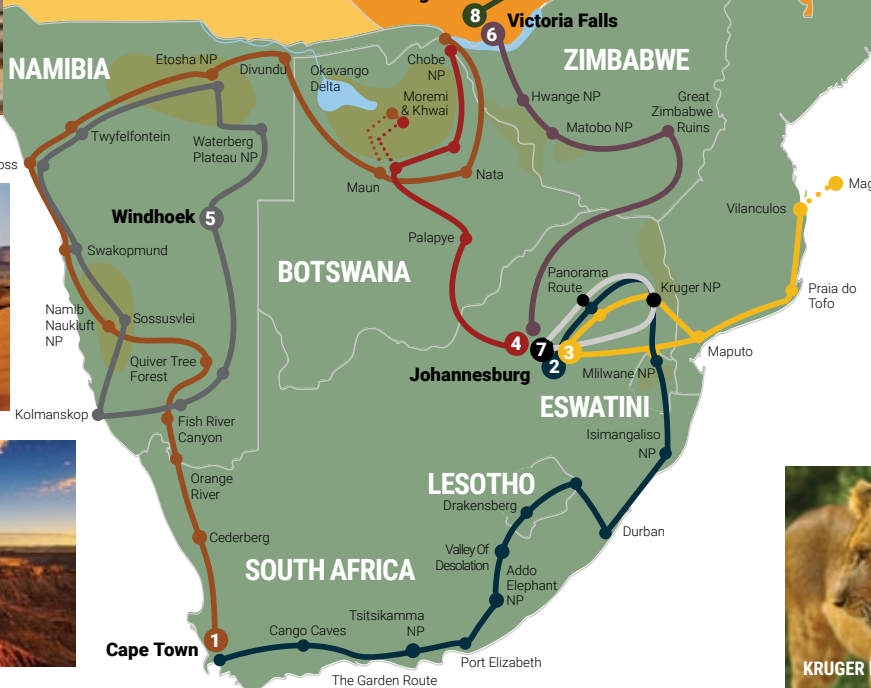 8
Victoria Falls
6
NAMIBIA
Etosha NP
Divundu
Okavango
Delta
Chobe
NP
ZIMBABWE
Moremi
& Khwai
Hwange NP
Great
Zimbabwe
Ruins
Matobo NP
Twyfelfontein
Waterberg
Plateau NP
Maun
Nata
Windhoek
5
Vilanculos
Swakopmund
Palapye
BOTSWANA
Panorama
Route
Kruger NP
Praia do
Tofo
Namib
Naukluft
NP
Sossusvlei
Quiver Tree
Forest
4
7
3
2
Maputo
Johannesburg
Mlilwane NP
Kolmanskop
Fish River
Canyon
ESWATINI
Isimangaliso
NP
Orange
River
LESOTHO
Drakensberg
Cederberg
Durban
Valley Of
Desolation
SOUTH AFRICA
Addo
Elephant
NP
Tsitsikamma
NP
Cape Town
1
Cango Caves
Port Elizabeth
The Garden Route
KRUGER